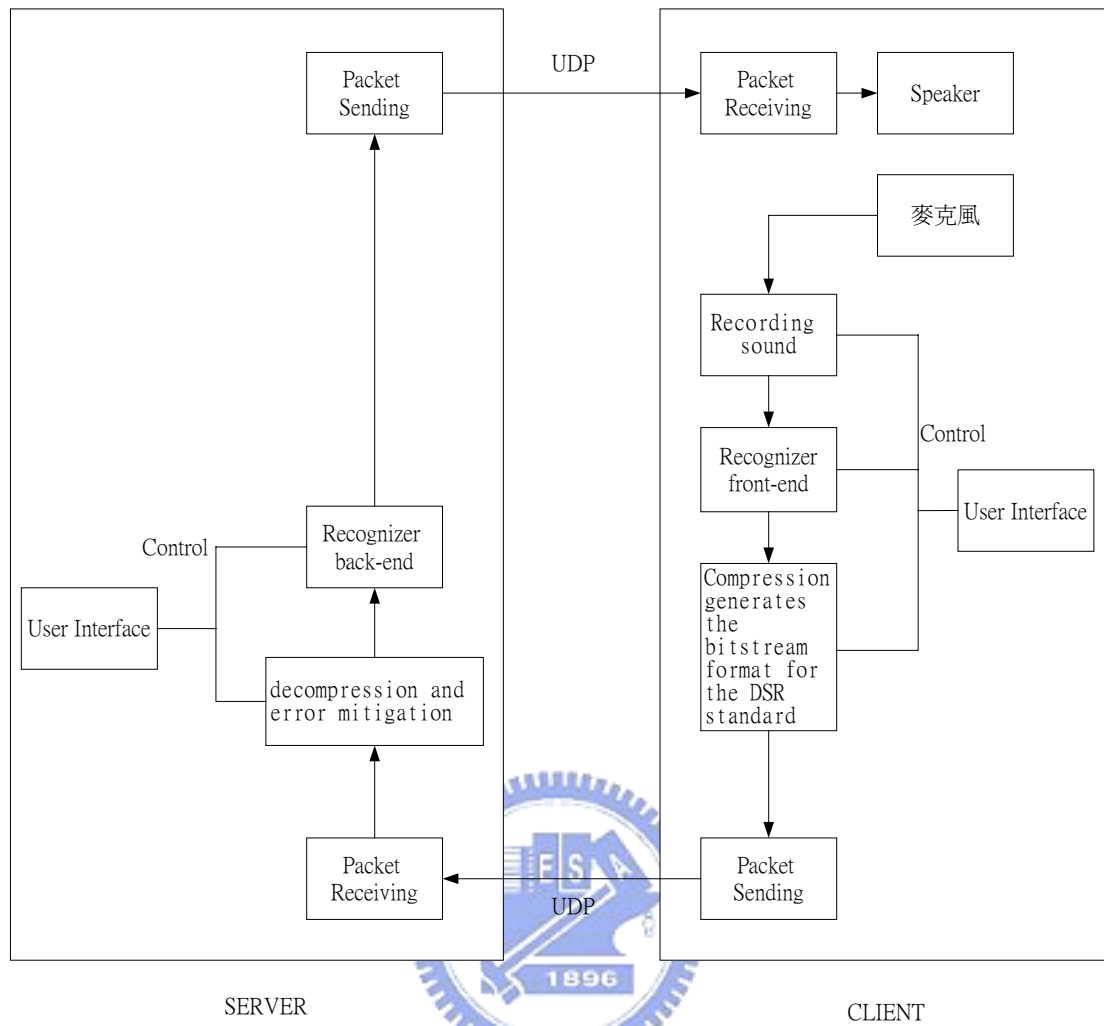 Packet
Sending
UDP
Packet
Receiving
Speaker
麥克風
Recording
sound
Control
Recognizer
front-end
User Interface
Compression
generates
the
bitstream
format for
the DSR
standard
Recognizer
back-end
Control
User Interface
decompression and
error mitigation
Packet
Receiving
UDP
Packet
Sending
E S A
1896
SERVER
CLIENT